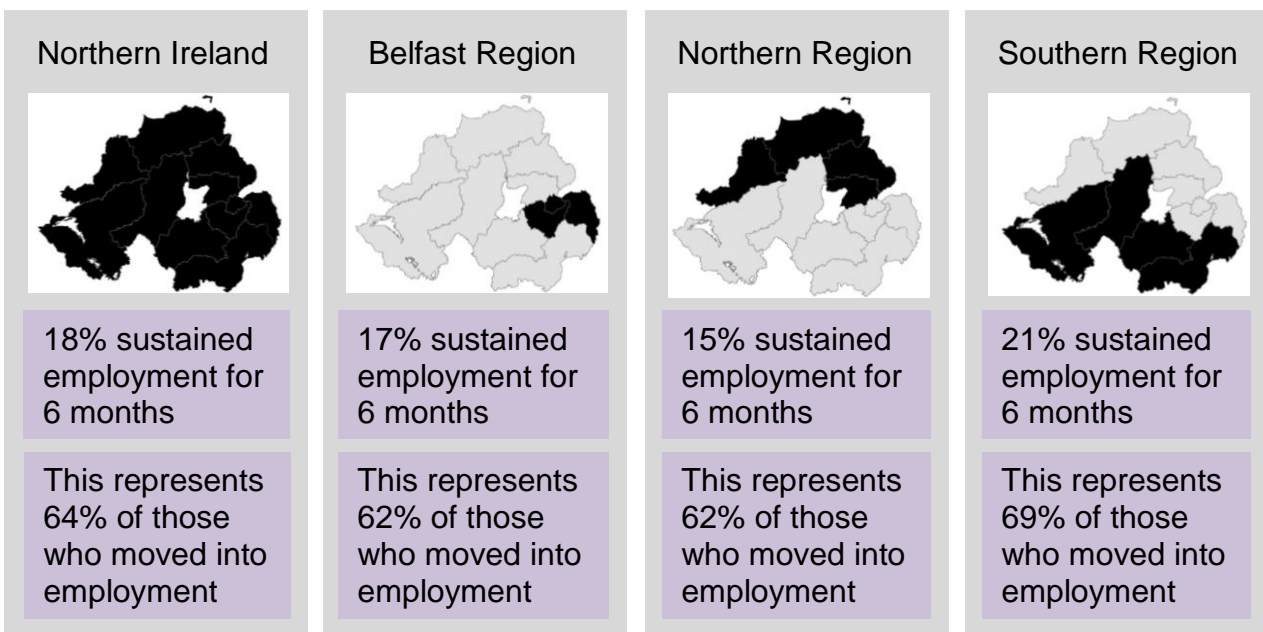 Northern Ireland
18% sustained
employment for
6 months
This represents
64% of those
who moved into
employment
Belfast Region
17% sustained
employment for
6 months
This represents
62% of those
who moved into
employment
Northern Region
15% sustained
employment for
6 months
This represents
62% of those
who moved into
employment
Southern Region
21% sustained
employment for
6 months
This represents
69% of those
who moved into
employment